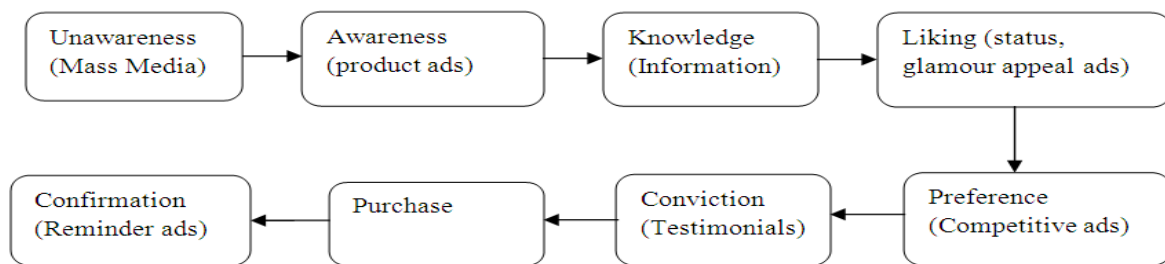 Unawareness
(Mass Media)
Awareness
(product ads)
Knowledge
(Information)
Liking (status,
glamour appeal ads)
Preference
(Competitive ads)
Conviction
(Testimonials)
Purchase
Confirmation
(Reminder ads)